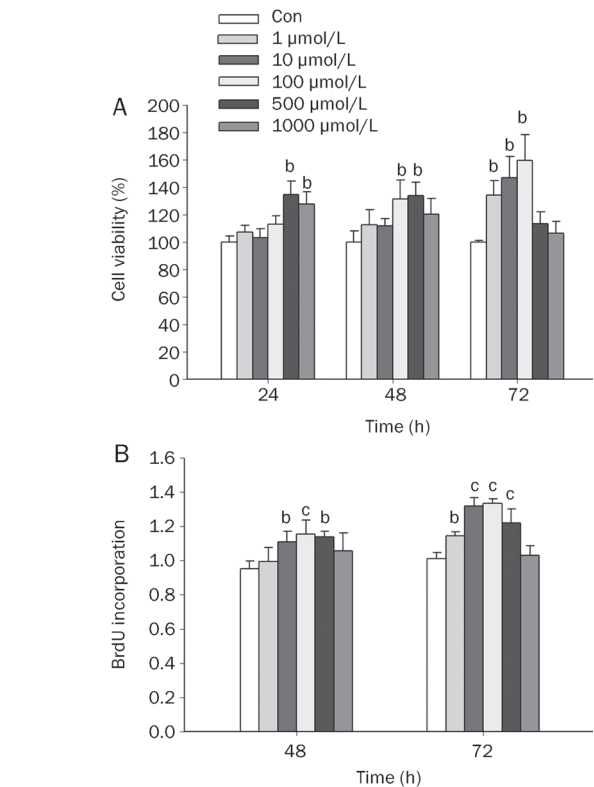 Con
1 µmol/L
10 µmol/L
100 µmol/L
500 µmol/L
1000 µmol/L
A
Cell viability (%)
200
180
160
140
120
100
80
60
40
20
0
b b
b b
b b b
24 48 72
Time (h)
B
BrdU incorporation
1.6
1.4
1.2
1.0
0.8
0.6
0.4
0.2
0.0
b c b
b c c c
48 72
Time (h)